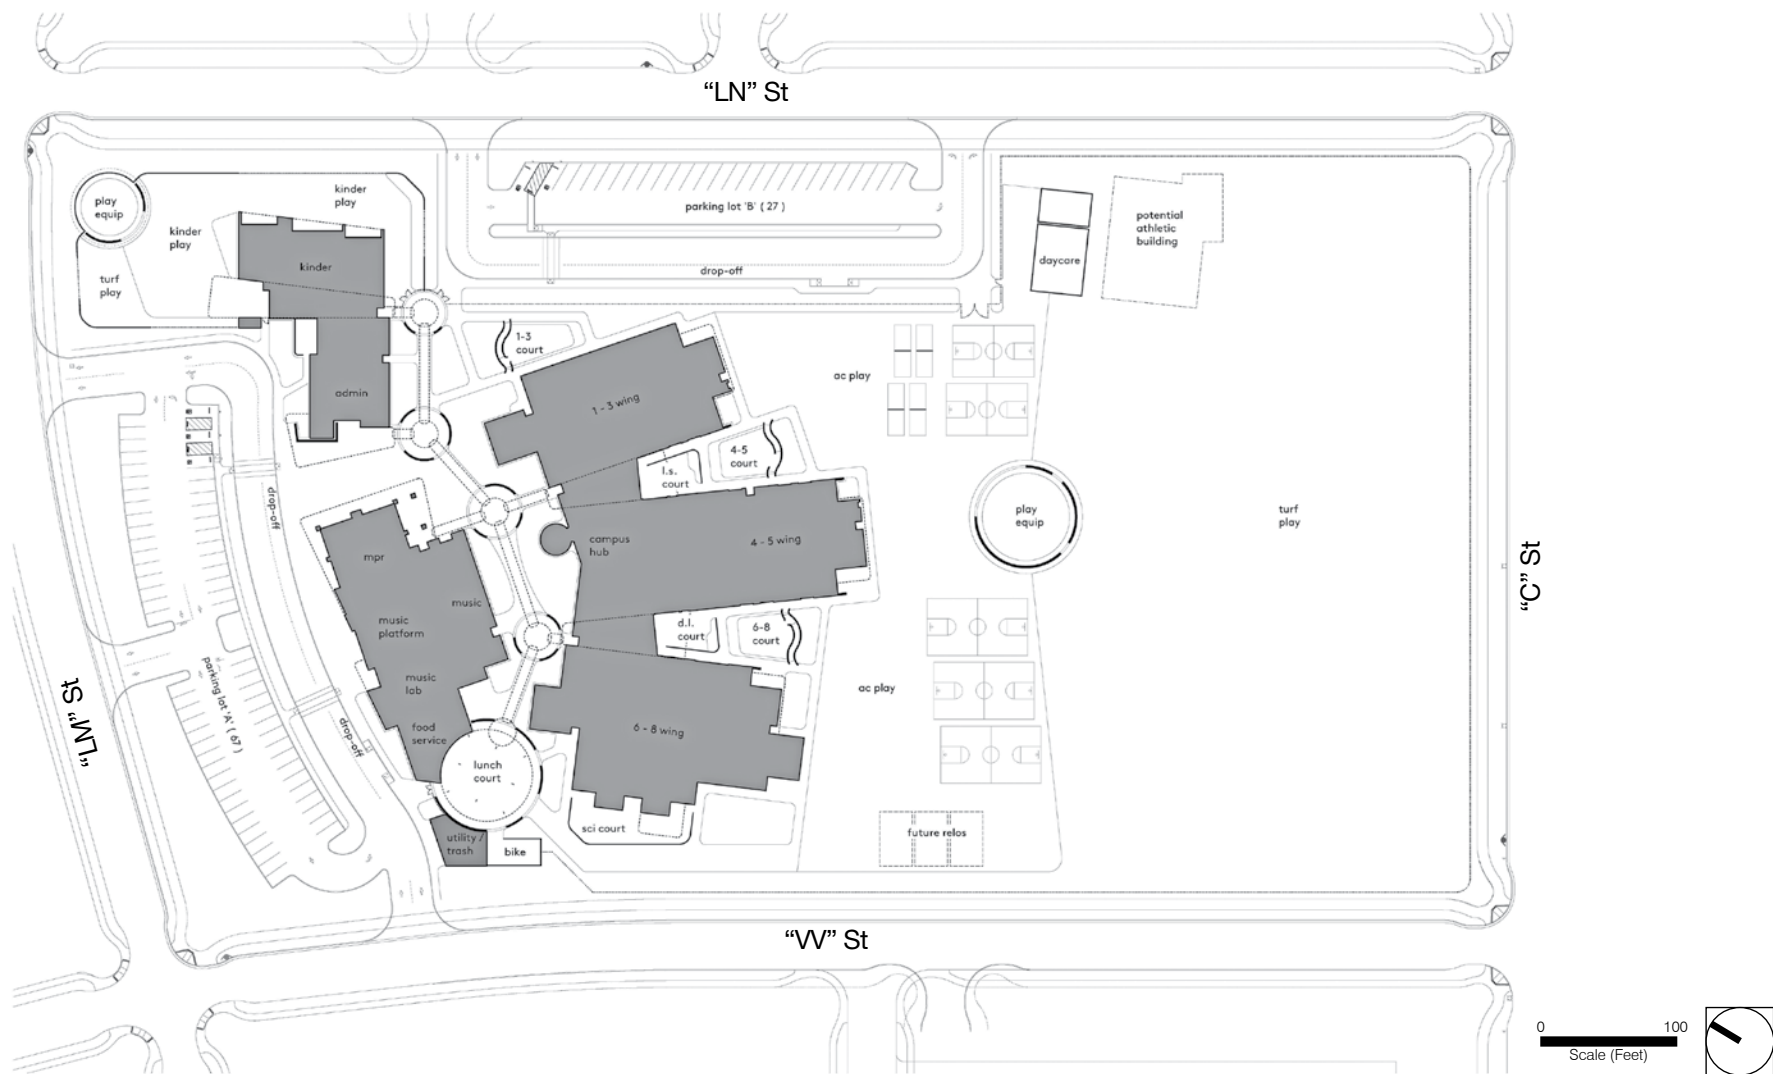 “LN” St
play
equip
kinder
play
kinder
play
turf
play
kinder
admin
parking lot 'B' ( 27 )
drop-off
daycare
potential
athletic
building
1-3
court
1 - 3 wing
ac play
4-5
court
l.s.
court
drop-off
mpr
campus
hub
4 - 5 wing
play
equip
turf
play
“C” St
music
music
platform
d.l.
court
6-8
court
music
lab
“LM” St
parking lot 'A' ( 67 )
drop-off
food
service
6 - 8 wing
ac play
lunch
court
sci court
utility /
trash
bike
future relos
“VV” St
0
100
Scale (Feet)